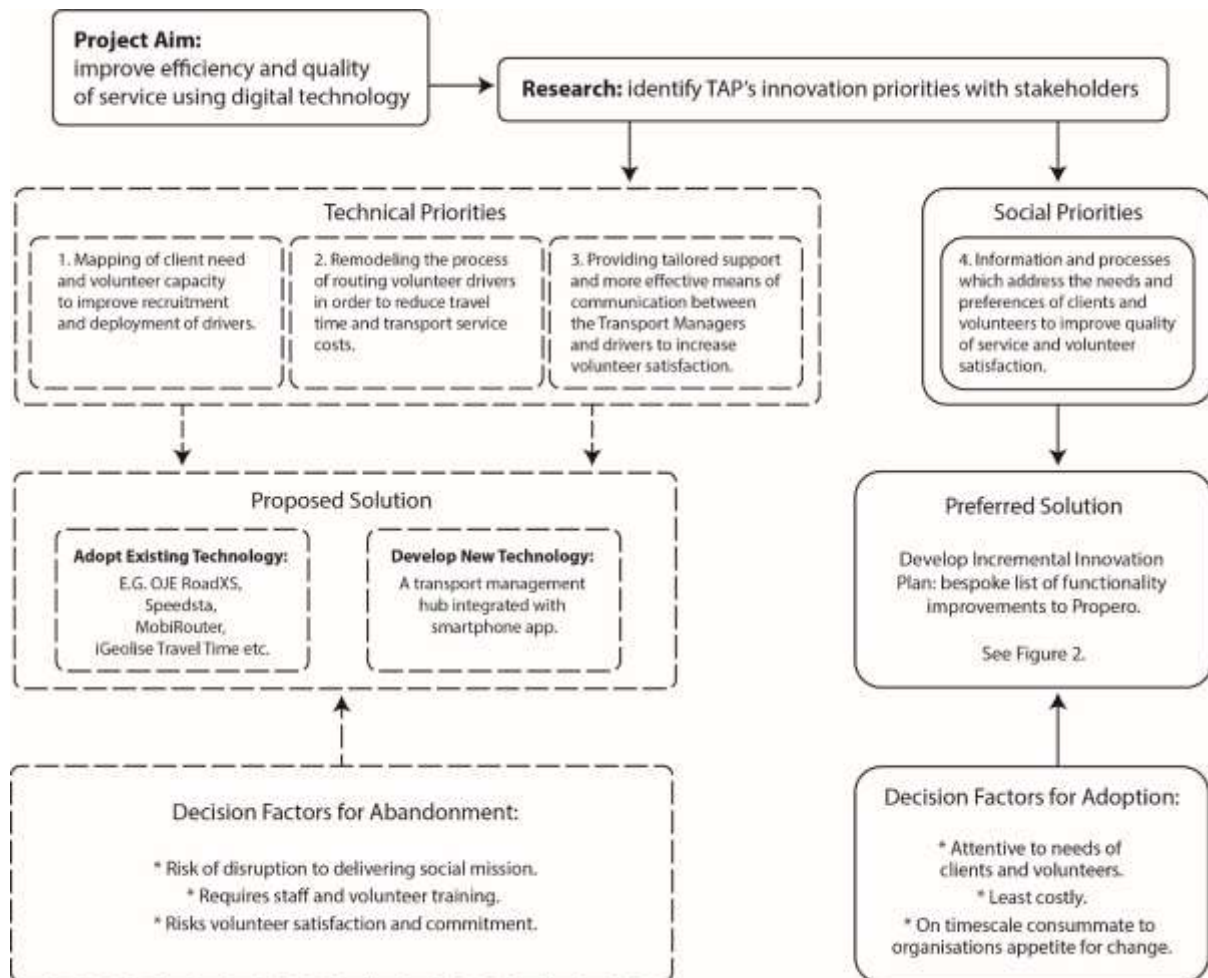 Project Aim:
improve efficiency and quality
of service using digital technology
Research: identify TAP's innovation priorities with stakeholders
Technical Priorities
1. Mapping of client need
and volunteer capacity
to improve recruitment
and deployment of drivers.
2. Remodeling the process
of routing volunteer drivers
in order to reduce travel
time and transport service
costs.
3. Providing tailored support
and more effective means of
communication between
the Transport Managers
and drivers to increase
volunteer satisfaction.
Social Priorities
4. Information and processes
which address the needs and
preferences of clients and
volunteers to improve quality
of service and volunteer
satisfaction.
Proposed Solution
Adopt Existing Technology:
E.G. OJE RoadXS,
Speedsta,
MobiRouter,
iGeolise Travel Time etc.
Develop New Technology:
A transport management
hub integrated with
smartphone app.
Preferred Solution
Develop Incremental Innovation
Plan: bespoke list of functionality
improvements to Propero.
See Figure 2.
Decision Factors for Abandonment:
* Risk of disruption to delivering social mission.
* Requires staff and volunteer training.
* Risks volunteer satisfaction and commitment.
Decision Factors for Adoption:
* Attentive to needs of
clients and volunteers.
* Least costly.
* On timescale consummate to
organisations appetite for change.